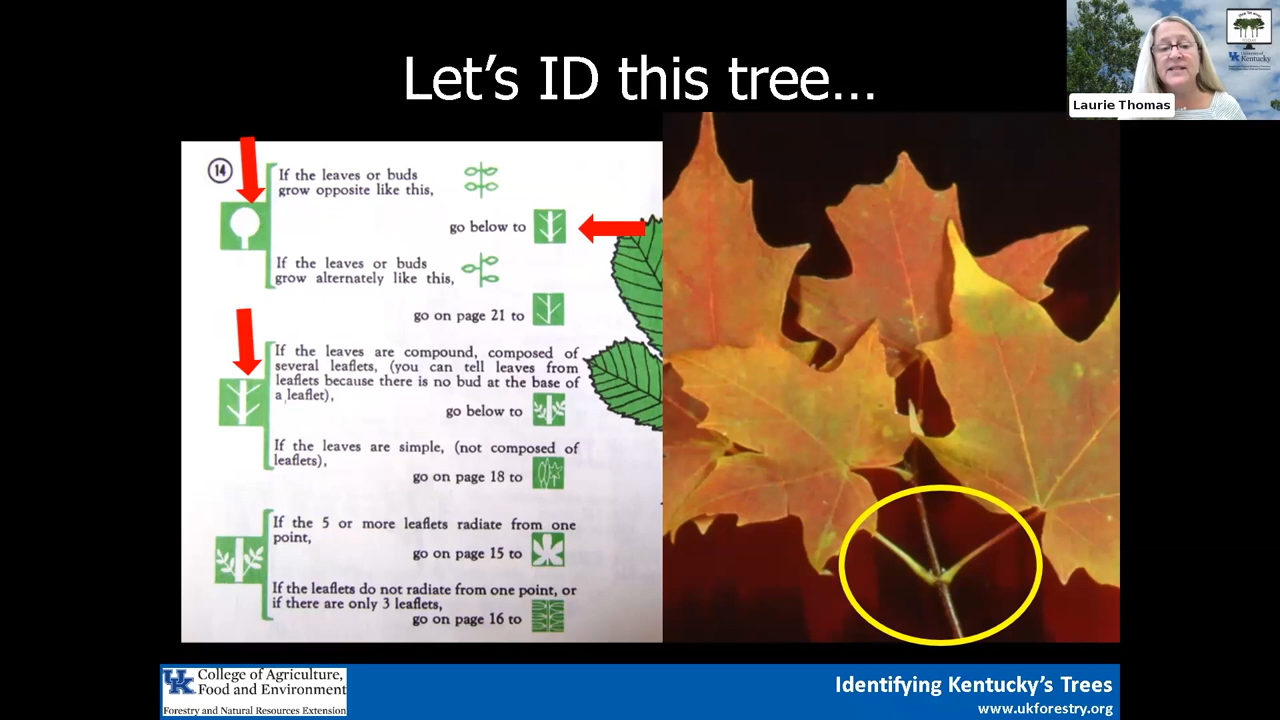 Let's ID this tree...
Laurie Thomas
14
If the leaves or buds
grow opposite like this,
go below to
If the leaves or buds
grow alternately like this,
go on page 21 to
If the leaves are compound, composed of
several leaflets, (you can tell leaves from
leaflets because there is no bud at the base of
a leaflet),
go below to
If the leaves are simple, (not composed of
leaflets),
go on page 18 to
If the 5 or more leaflets radiate from one
point,
go on page 15 to
If the leaflets do not radiate from one point, or
if there are only 3 leaflets,
go on page 16 to
UK
College of Agriculture,
Food and Environment
Forestry and Natural Resources Extension
Identifying Kentucky's Trees
www.ukforestry.org